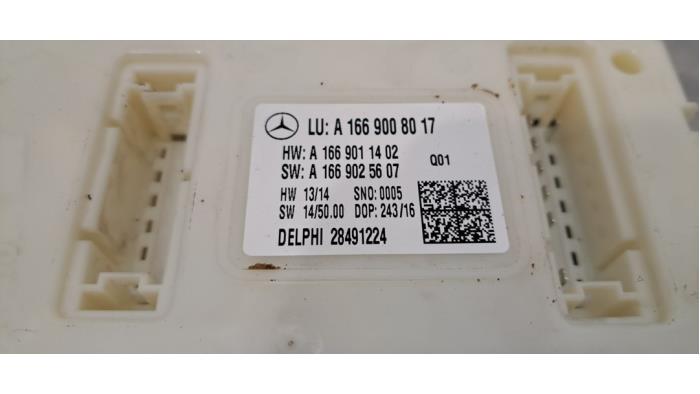 LU: A 166 900 80 17
HW: A 166 901 14 02
SW: A 166 902 56 07
Q01
HW 13/14 SNO: 0005
SW 14/50.00 DOP: 243/16
DELPHI 28491224